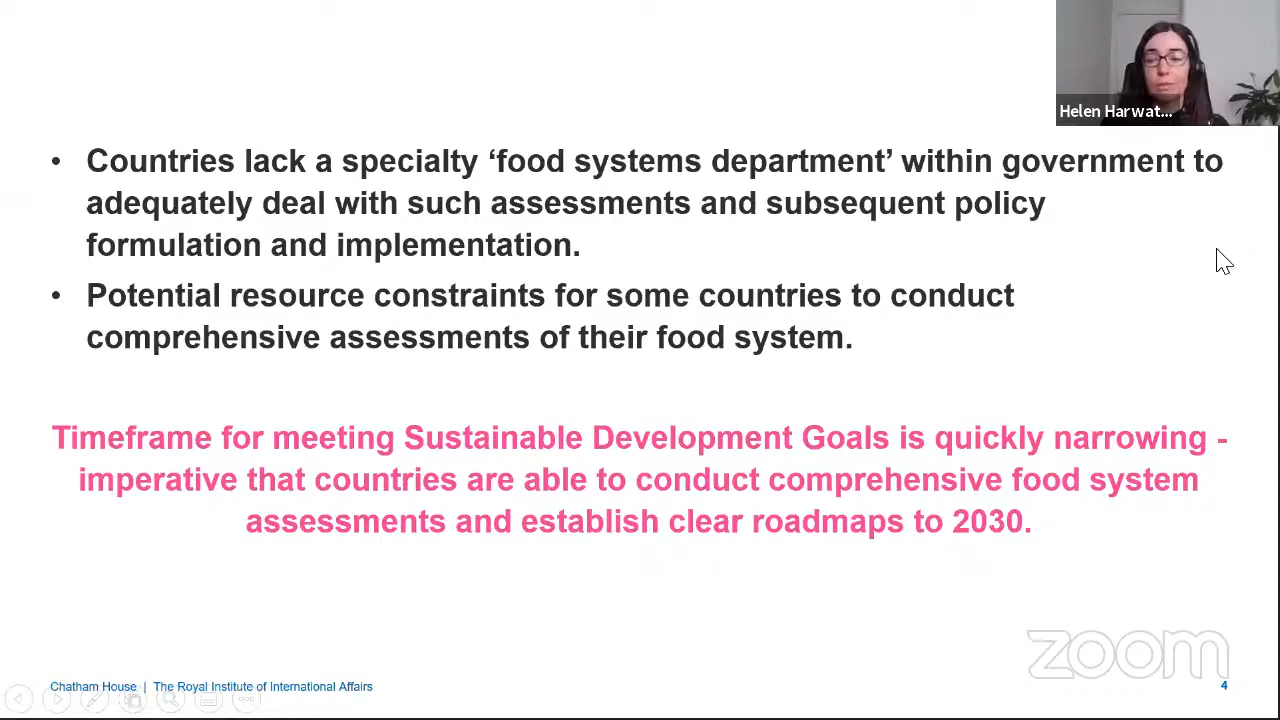 Helen Harwat...
• Countries lack a specialty ‘food systems department’ within government to
adequately deal with such assessments and subsequent policy
formulation and implementation.
• Potential resource constraints for some countries to conduct
comprehensive assessments of their food system.
Timeframe for meeting Sustainable Development Goals is quickly narrowing -
imperative that countries are able to conduct comprehensive food system
assessments and establish clear roadmaps to 2030.
zoom
Chatham House | The Royal Institute of International Affairs
4